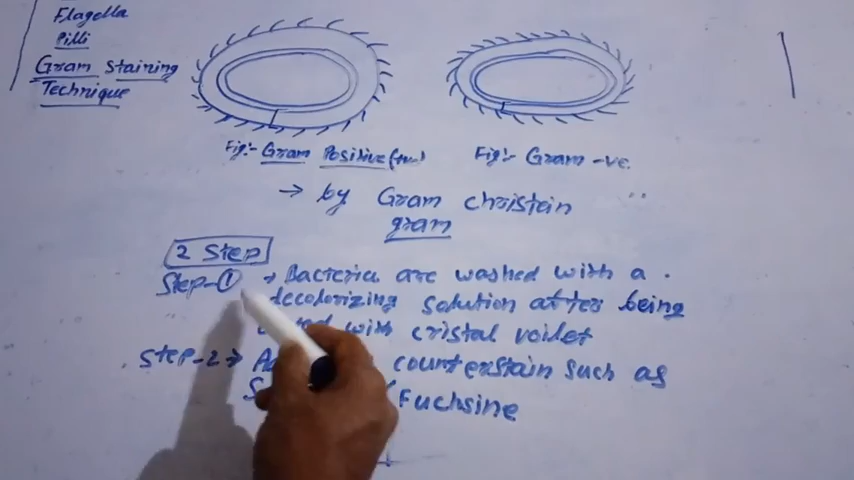 Flagella
Pilli
Gram Staining
Technique
Fig:- Gram Positive(+ve)
Fig:- Gram -ve.
→ by Gram christein
gram
2 Step
Step-① → Bacteria are washed with a
decolorizing solution after being
with cristal voilet
Step-2→ counterstain such as
Fuchsine